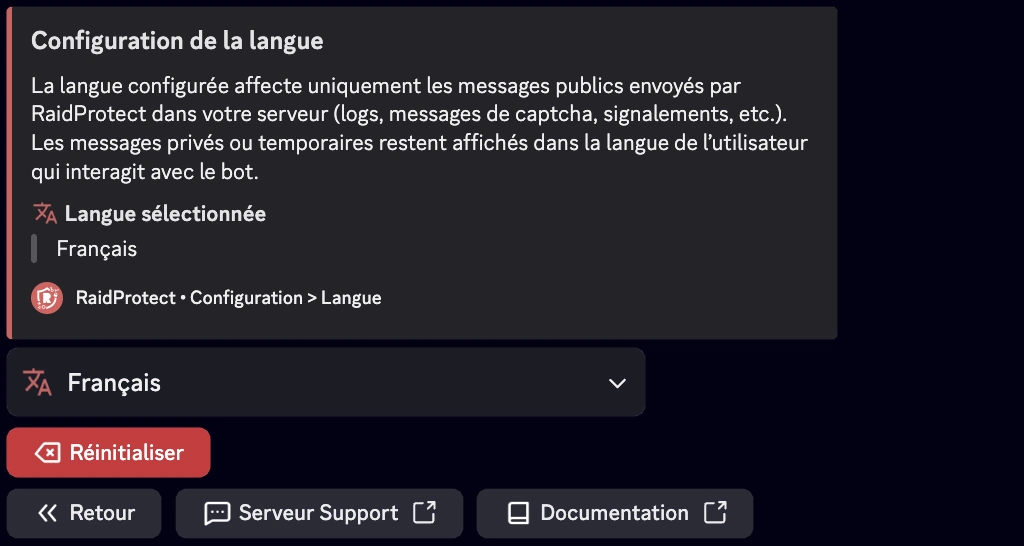 Configuration de la langue
La langue configurée affecte uniquement les messages publics envoyés par
RaidProtect dans votre serveur (logs, messages de captcha, signalements, etc.).
Les messages privés ou temporaires restent affichés dans la langue de l’utilisateur
qui interagit avec le bot.
Langue sélectionnée
Français
RaidProtect • Configuration > Langue
Français
Réinitialiser
Retour Serveur Support Documentation